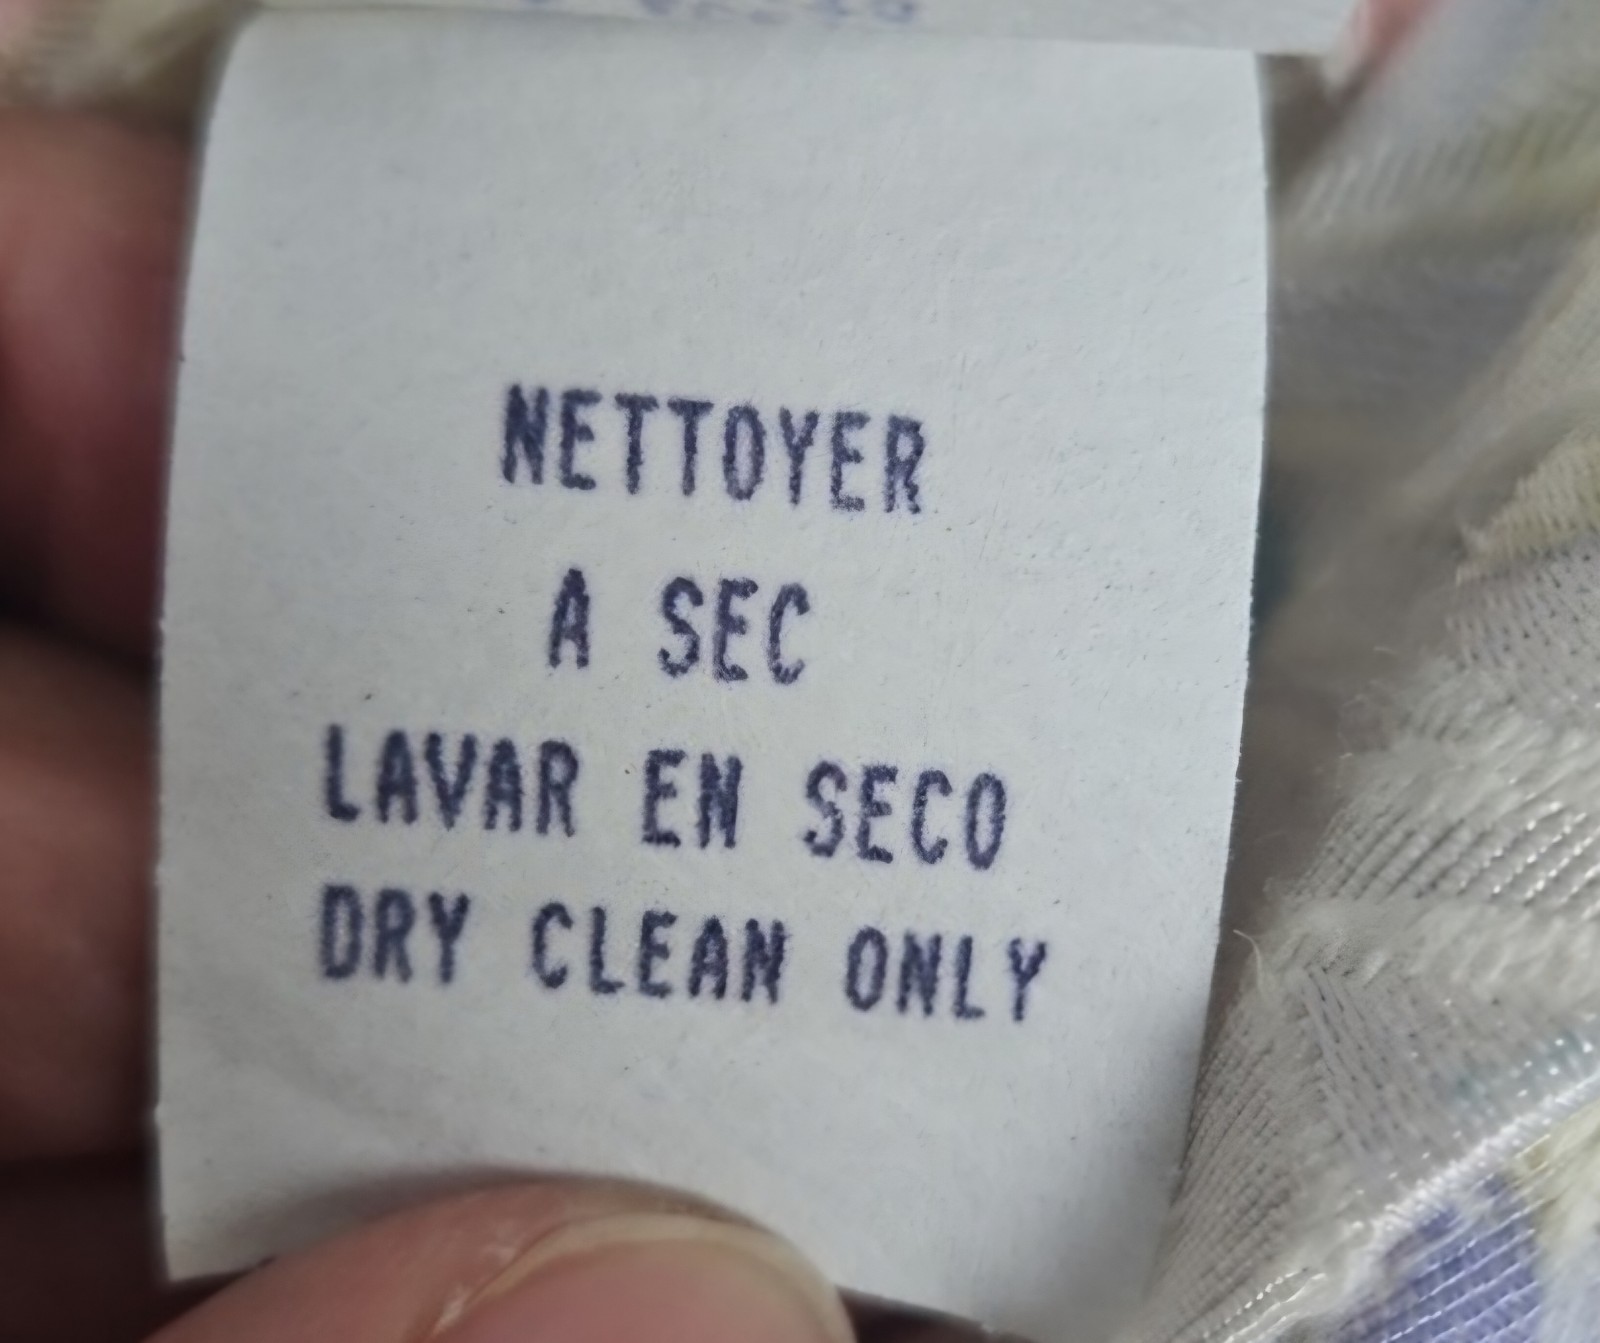 NETTOYER
A SEC
LAVAR EN SECO
DRY CLEAN ONLY